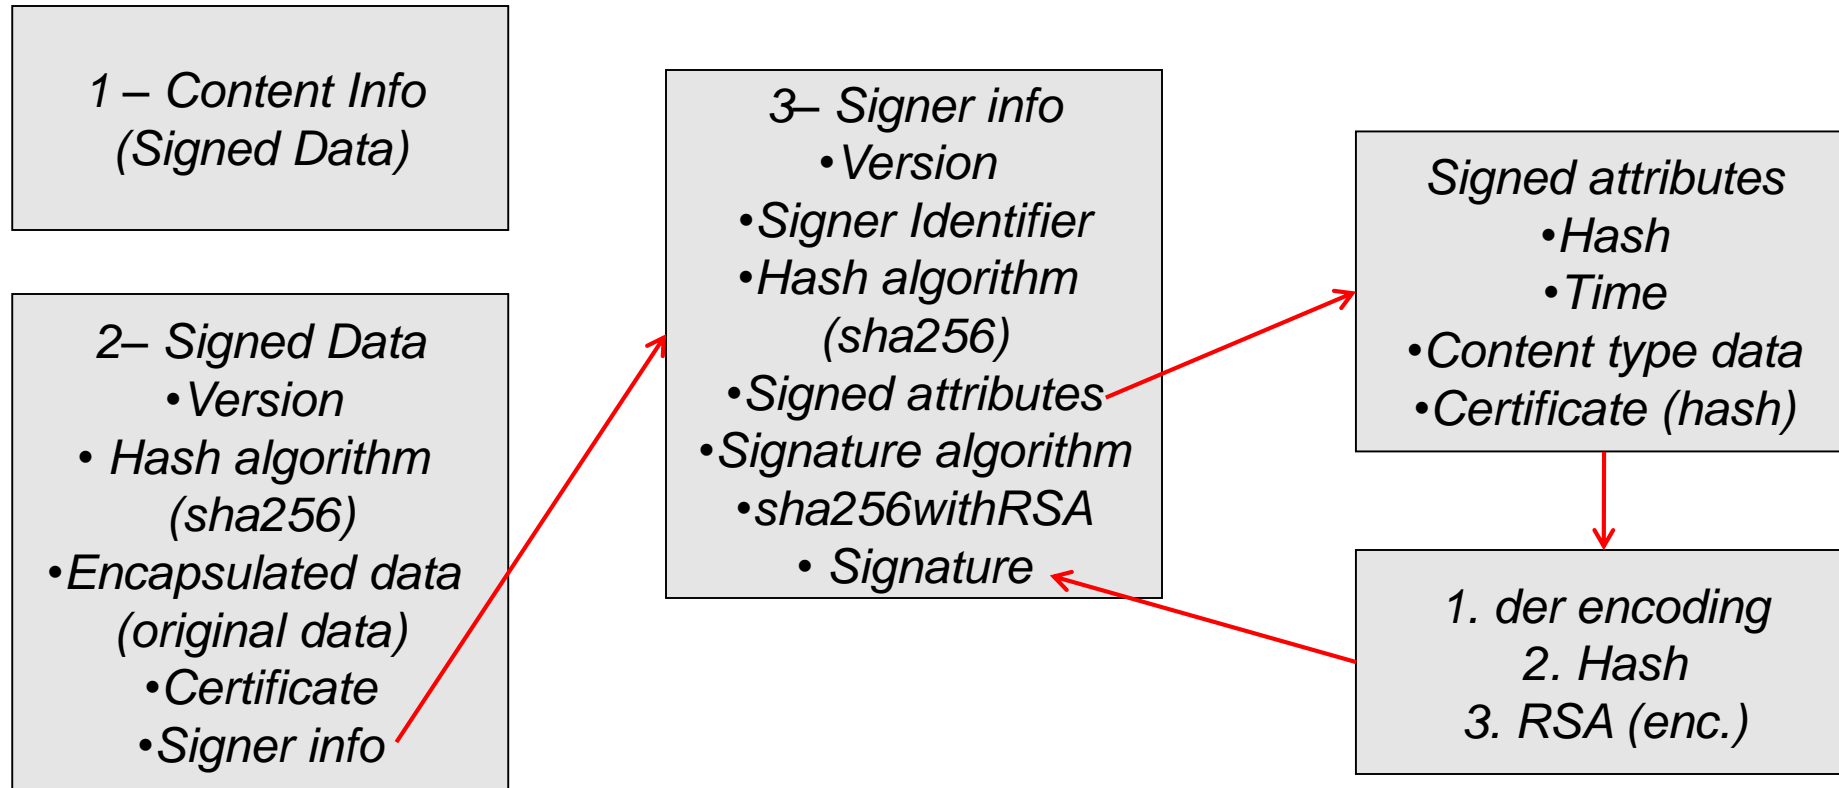 1 – Content Info
(Signed Data)
2– Signed Data
•Version
• Hash algorithm
(sha256)
•Encapsulated data
(original data)
•Certificate
•Signer info
3– Signer info
•Version
•Signer Identifier
•Hash algorithm
(sha256)
•Signed attributes
•Signature algorithm
•sha256withRSA
• Signature
Signed attributes
•Hash
•Time
•Content type data
•Certificate (hash)
1. der encoding
2. Hash
3. RSA (enc.)